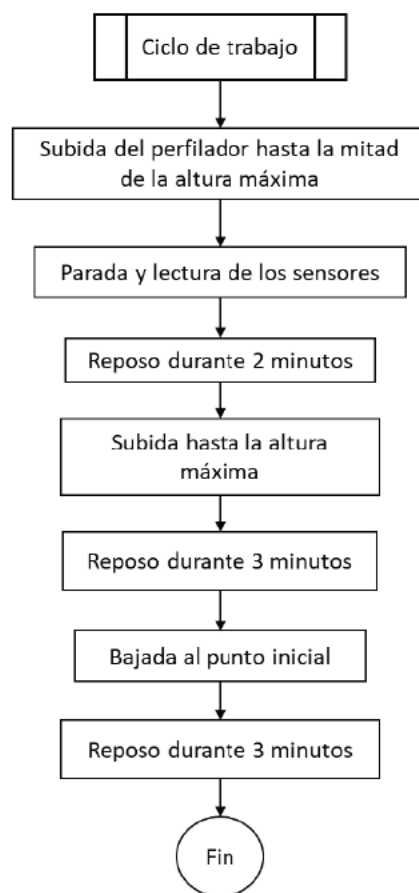 Ciclo de trabajo
Subida del perfilador hasta la mitad
de la altura máxima
Parada y lectura de los sensores
Reposo durante 2 minutos
Subida hasta la altura
máxima
Reposo durante 3 minutos
Bajada al punto inicial
Reposo durante 3 minutos
Fin